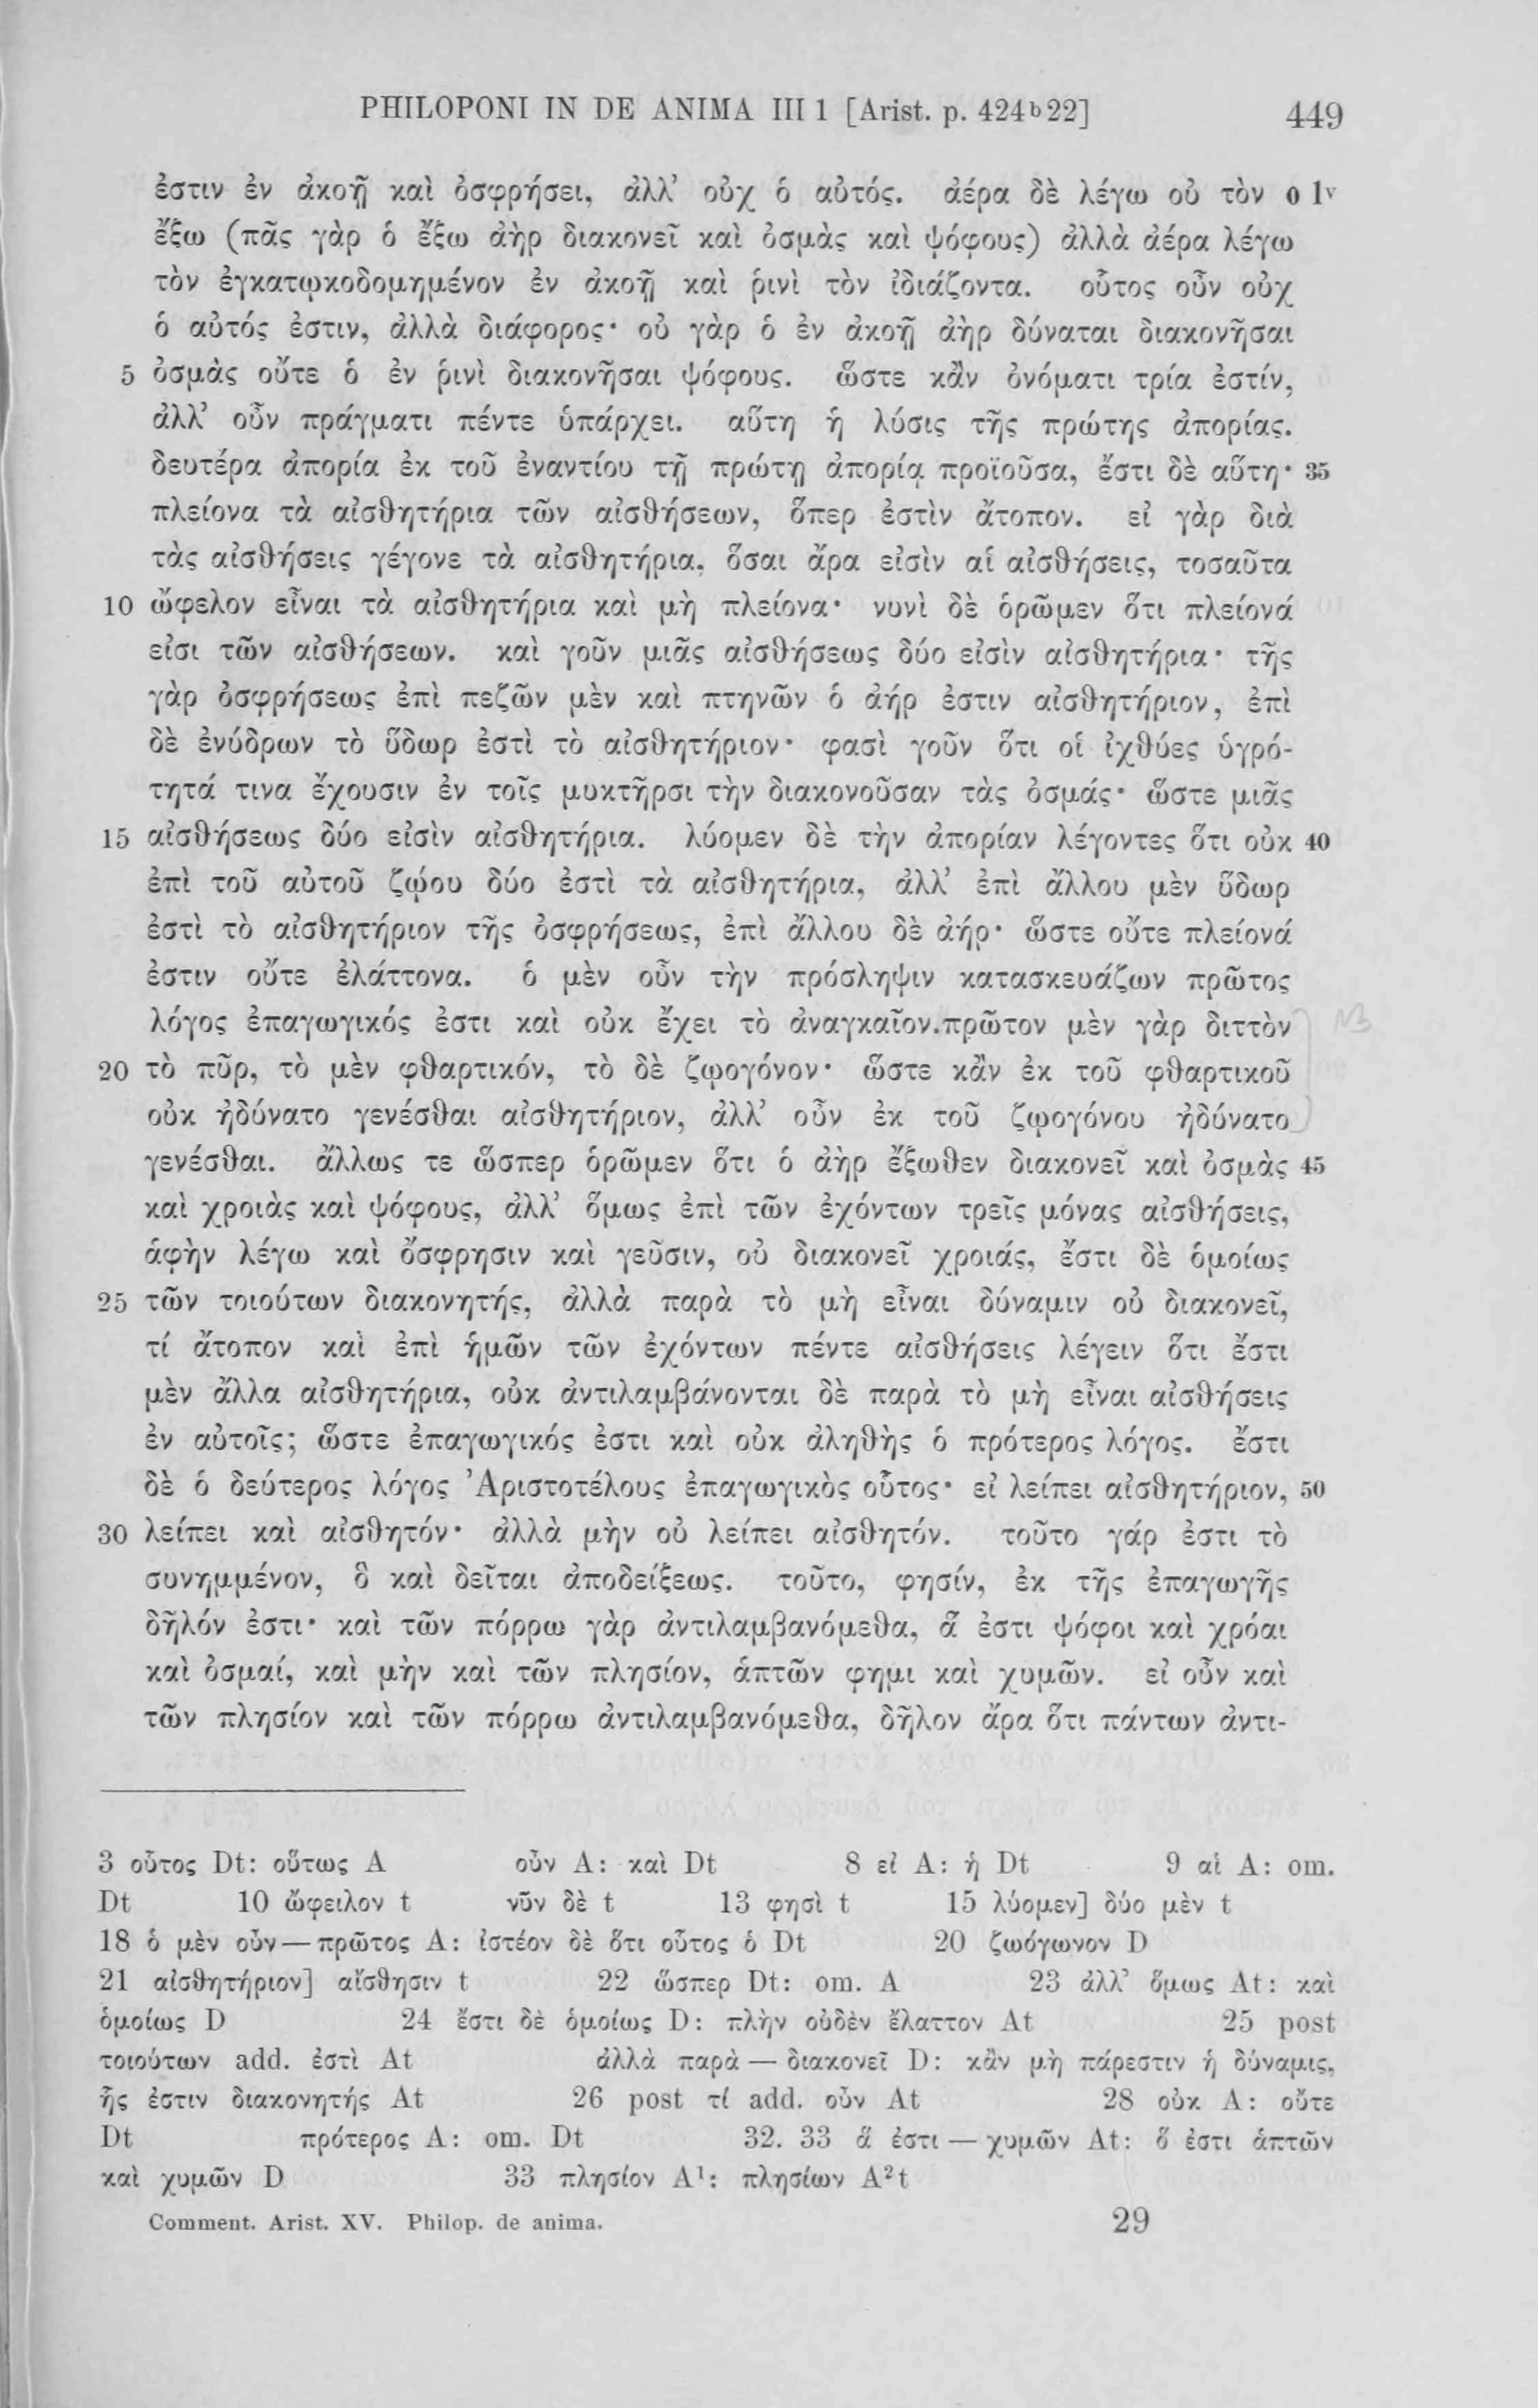 PHILOPONI IN DE ANIMA III 1 [Arist. p. 424b22] 449
ἐστιν ἐν ἀκοῇ καὶ ὀσφρήσει, ἀλλ’ οὐχ ὁ αὐτός. ἀέρα δὲ λέγω οὐ τὸν o 1v
ἔξω (πᾶς γὰρ ὁ ἔξω ἀὴρ διακονεῖ καὶ ὀσμὰς καὶ ψόφους) ἀλλὰ ἀέρα λέγω
τὸν ἐγκατῳκοδομημένον ἐν ἀκοῇ καὶ ῥινὶ τὸν ἰδιάζοντα. οὗτος οὖν οὐχ
ὁ αὐτός ἐστιν, ἀλλὰ διάφορος· οὐ γὰρ ὁ ἐν ἀκοῇ ἀὴρ δύναται διακονῆσαι
5 ὀσμὰς οὔτε ὁ ἐν ῥινὶ διακονῆσαι ψόφους. ὥστε κἂν ὀνόματι τρία ἐστίν,
ἀλλ’ οὖν πράγματι πέντε ὑπάρχει. αὕτη ἡ λύσις τῆς πρώτης ἀπορίας.
δευτέρα ἀπορία ἐκ τοῦ ἐναντίου τῇ πρώτῃ ἀπορίᾳ προϊοῦσα, ἔστι δὲ αὕτη· 35
πλείονα τὰ αἰσθητήρια τῶν αἰσθήσεων, ὅπερ ἐστὶν ἄτοπον. εἰ γὰρ διὰ
τὰς αἰσθήσεις γέγονε τὰ αἰσθητήρια, ὅσαι ἄρα εἰσὶν αἱ αἰσθήσεις, τοσαῦτα
10 ὤφελον εἶναι τὰ αἰσθητήρια καὶ μὴ πλείονα· νυνὶ δὲ ὁρῶμεν ὅτι πλείονά
εἰσι τῶν αἰσθήσεων. καὶ γοῦν μιᾶς αἰσθήσεως δύο εἰσὶν αἰσθητήρια· τῆς
γὰρ ὀσφρήσεως ἐπὶ πεζῶν μὲν καὶ πτηνῶν ὁ ἀήρ ἐστιν αἰσθητήριον, ἐπὶ
δὲ ἐνύδρων τὸ ὕδωρ ἐστὶ τὸ αἰσθητήριον· φασὶ γοῦν ὅτι οἱ ἰχθύες ὑγρό-
τητά τινα ἔχουσιν ἐν τοῖς μυκτῆρσι τὴν διακονοῦσαν τὰς ὀσμάς· ὥστε μιᾶς
15 αἰσθήσεως δύο εἰσὶν αἰσθητήρια. λύομεν δὲ τὴν ἀπορίαν λέγοντες ὅτι οὐκ 40
ἐπὶ τοῦ αὐτοῦ ζῴου δύο ἐστὶ τὰ αἰσθητήρια, ἀλλ’ ἐπὶ ἄλλου μὲν ὕδωρ
ἐστὶ τὸ αἰσθητήριον τῆς ὀσφρήσεως, ἐπὶ ἄλλου δὲ ἀήρ· ὥστε οὔτε πλείονά
ἐστιν οὔτε ἐλάττονα. ὁ μὲν οὖν τὴν πρόσληψιν κατασκευάζων πρῶτος
λόγος ἐπαγωγικός ἐστι καὶ οὐκ ἔχει τὸ ἀναγκαῖον. πρῶτον μὲν γὰρ διττὸν NB
20 τὸ πῦρ, τὸ μὲν φθαρτικόν, τὸ δὲ ζῳογόνον· ὥστε κἂν ἐκ τοῦ φθαρτικοῦ
οὐκ ἠδύνατο γενέσθαι αἰσθητήριον, ἀλλ’ οὖν ἐκ τοῦ ζῳογόνου ἠδύνατο
γενέσθαι. ἄλλως τε ὥσπερ ὁρῶμεν ὅτι ὁ ἀὴρ ἔξωθεν διακονεῖ καὶ ὀσμὰς 45
καὶ χροιὰς καὶ ψόφους, ἀλλ’ ὅμως ἐπὶ τῶν ἐχόντων τρεῖς μόνας αἰσθήσεις,
ἁφὴν λέγω καὶ ὄσφρησιν καὶ γεῦσιν, οὐ διακονεῖ χροιάς, ἔστι δὲ ὁμοίως
25 τῶν τοιούτων διακονητής, ἀλλὰ παρὰ τὸ μὴ εἶναι δύναμιν οὐ διακονεῖ,
τί ἄτοπον καὶ ἐπὶ ἡμῶν τῶν ἐχόντων πέντε αἰσθήσεις λέγειν ὅτι ἔστι
μὲν ἄλλα αἰσθητήρια, οὐκ ἀντιλαμβάνονται δὲ παρὰ τὸ μὴ εἶναι αἰσθήσεις
ἐν αὐτοῖς; ὥστε ἐπαγωγικός ἐστι καὶ οὐκ ἀληθὴς ὁ πρότερος λόγος. ἔστι
δὲ ὁ δεύτερος λόγος Ἀριστοτέλους ἐπαγωγικὸς οὗτος· εἰ λείπει αἰσθητήριον, 50
30 λείπει καὶ αἰσθητόν· ἀλλὰ μὴν οὐ λείπει αἰσθητόν. τοῦτο γάρ ἐστι τὸ
συνημμένον, ὃ καὶ δεῖται ἀποδείξεως. τοῦτο, φησίν, ἐκ τῆς ἐπαγωγῆς
δῆλόν ἐστι· καὶ τῶν πόρρω γὰρ ἀντιλαμβανόμεθα, ἅ ἐστι ψόφοι καὶ χρόαι
καὶ ὀσμαί, καὶ μὴν καὶ τῶν πλησίον, ἁπτῶν φημι καὶ χυμῶν. εἰ οὖν καὶ
τῶν πλησίον καὶ τῶν πόρρω ἀντιλαμβανόμεθα, δῆλον ἄρα ὅτι πάντων ἀντι-
3 οὗτος Dt: οὕτως A οὖν A: καὶ Dt 8 εἰ A: ἡ Dt 9 αἱ A: om.
Dt 10 ὤφειλον t νῦν δὲ t 13 φησὶ t 15 λύομεν] δύο μὲν t
18 ὁ μὲν οὖν — πρῶτος A: ἰστέον δὲ ὅτι οὗτος ὁ Dt 20 ζωόγωνον D
21 αἰσθητήριον] αἴσθησιν t 22 ὥσπερ Dt: om. A 23 ἀλλ’ ὅμως At: καὶ
ὁμοίως D 24 ἔστι δὲ ὁμοίως D: πλὴν οὐδὲν ἔλαττον At 25 post
τοιούτων add. ἐστὶ At ἀλλὰ παρὰ — διακονεῖ D: κἂν μὴ πάρεστιν ἡ δύναμις,
ἧς ἐστιν διακονητής At 26 post τί add. οὖν At 28 οὐκ A: οὔτε
Dt πρότερος A: om. Dt 32. 33 ἅ ἐστι — χυμῶν At: ὅ ἐστι ἁπτῶν
καὶ χυμῶν D 33 πλησίον A¹: πλησίων A²t
Comment. Arist. XV. Philop. de anima. 29